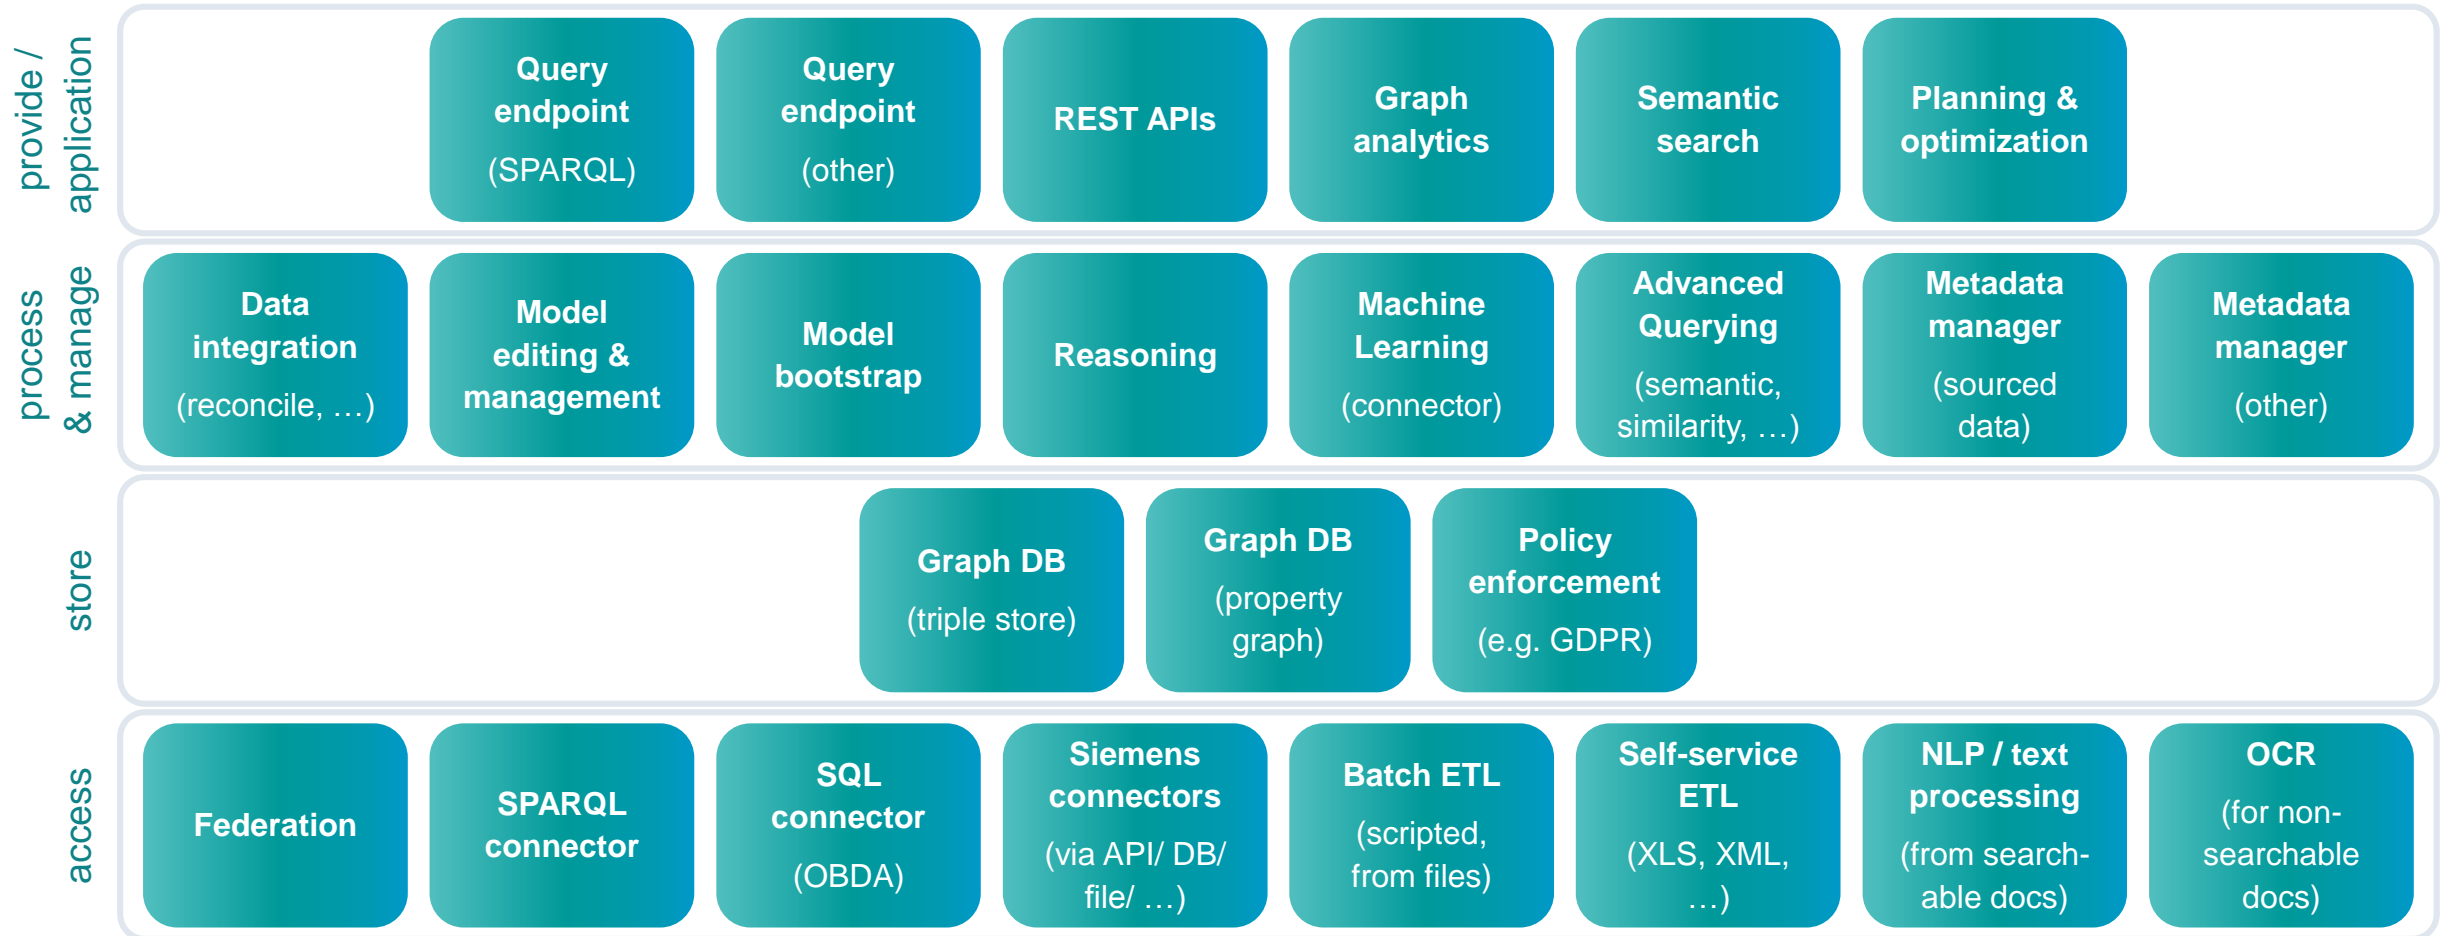 provide /
application
Query
endpoint
(SPARQL)
Query
endpoint
(other)
REST APIs
Graph
analytics
Semantic
search
Planning &
optimization
process
& manage
Data
integration
(reconcile, …)
Model
editing &
management
Model
bootstrap
Reasoning
Machine
Learning
(connector)
Advanced
Querying
(semantic,
similarity, …)
Metadata
manager
(sourced
data)
Metadata
manager
(other)
store
Graph DB
(triple store)
Graph DB
(property
graph)
Policy
enforcement
(e.g. GDPR)
access
Federation
SPARQL
connector
SQL
connector
(OBDA)
Siemens
connectors
(via API/ DB/
file/ …)
Batch ETL
(scripted,
from files)
Self-service
ETL
(XLS, XML,
…)
NLP / text
processing
(from search-
able docs)
OCR
(for non-
searchable
docs)